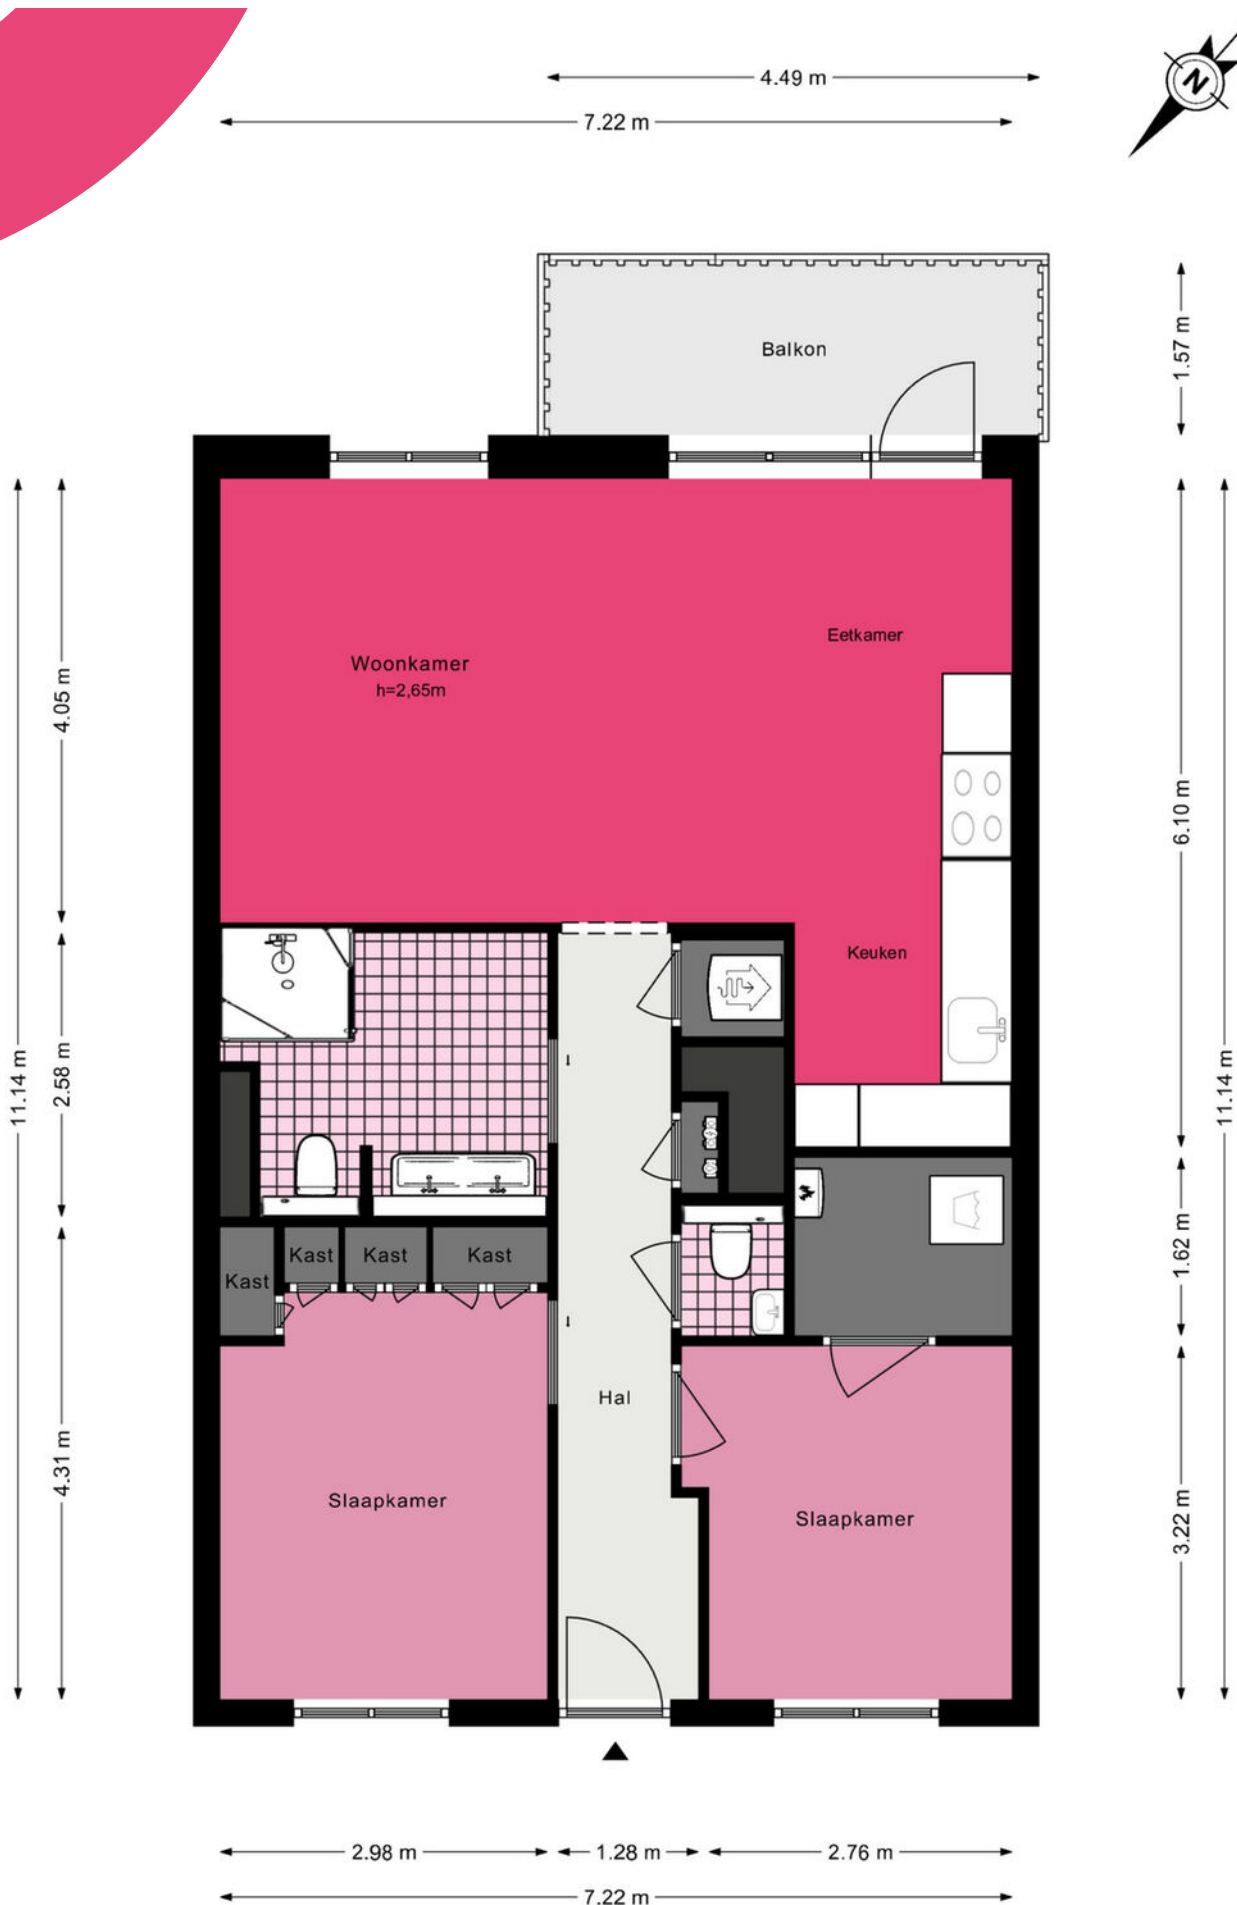 4.49 m
7.22 m
N
Balkon
1.57 m
Woonkamer
h=2,65m
Eetkamer
4.05 m
6.10 m
Keuken
11.14 m
2.58 m
11.14 m
1.62 m
Kast
Kast
Kast
Kast
Hal
4.31 m
Slaapkamer
Slaapkamer
3.22 m
2.98 m
1.28 m
2.76 m
7.22 m